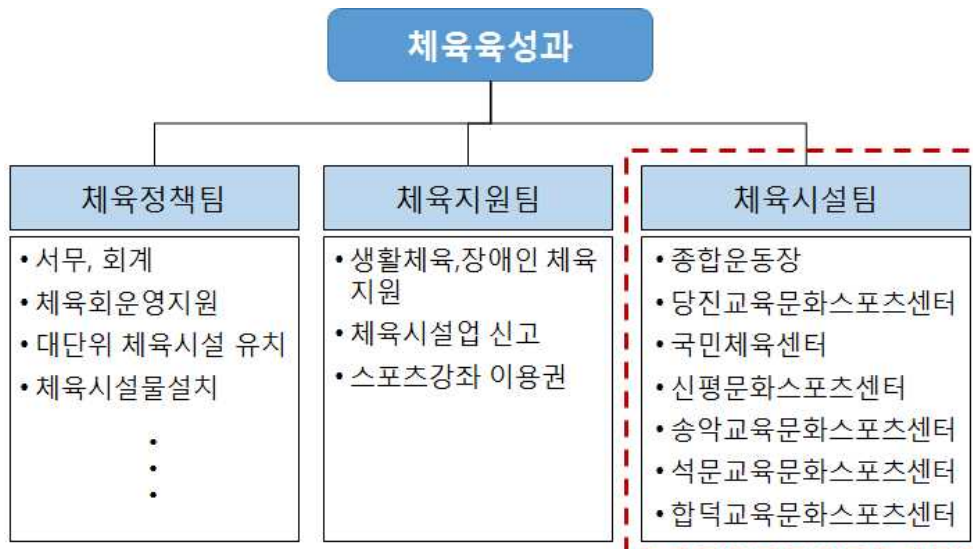 체육육성과
체육정책팀
• 서무, 회계
• 체육회운영지원
• 대단위 체육시설 유치
• 체육시설물설치
체육지원팀
• 생활체육,장애인 체육
지원
• 체육시설업 신고
• 스포츠강좌 이용권
체육시설팀
• 종합운동장
• 당진교육문화스포츠센터
• 국민체육센터
• 신평문화스포츠센터
• 송악교육문화스포츠센터
• 석문교육문화스포츠센터
• 합덕교육문화스포츠센터